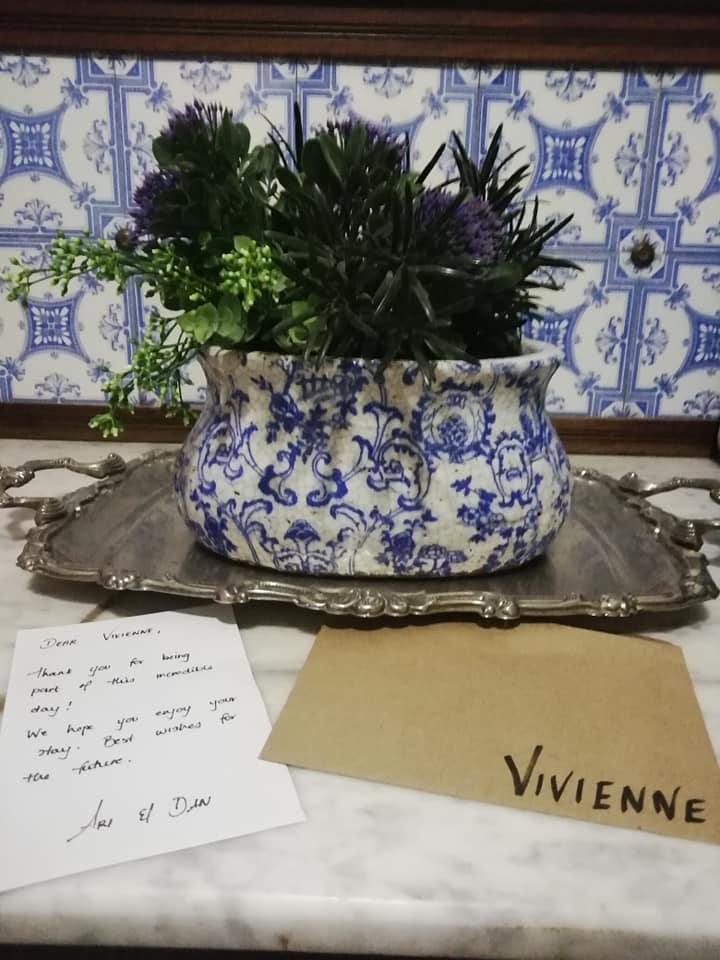 DEAR VIVIENNE,
Thank you for being
part of this incredible
day!
We hope you enjoy your
stay. Best wishes for
the future.
ARI & DAN
VIVIENNE